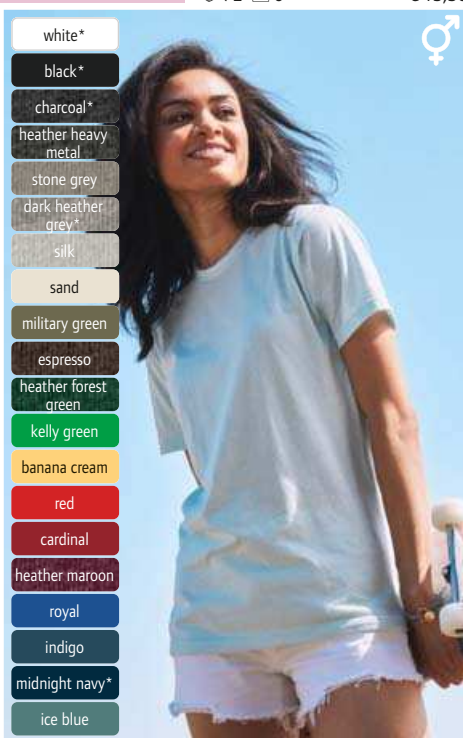 white*
black*
charcoal*
heather heavy
metal
stone grey
dark heather
grey*
silk
sand
military green
espresso
heather forest
green
kelly green
banana cream
red
cardinal
heather maroon
royal
indigo
midnight navy*
ice blue